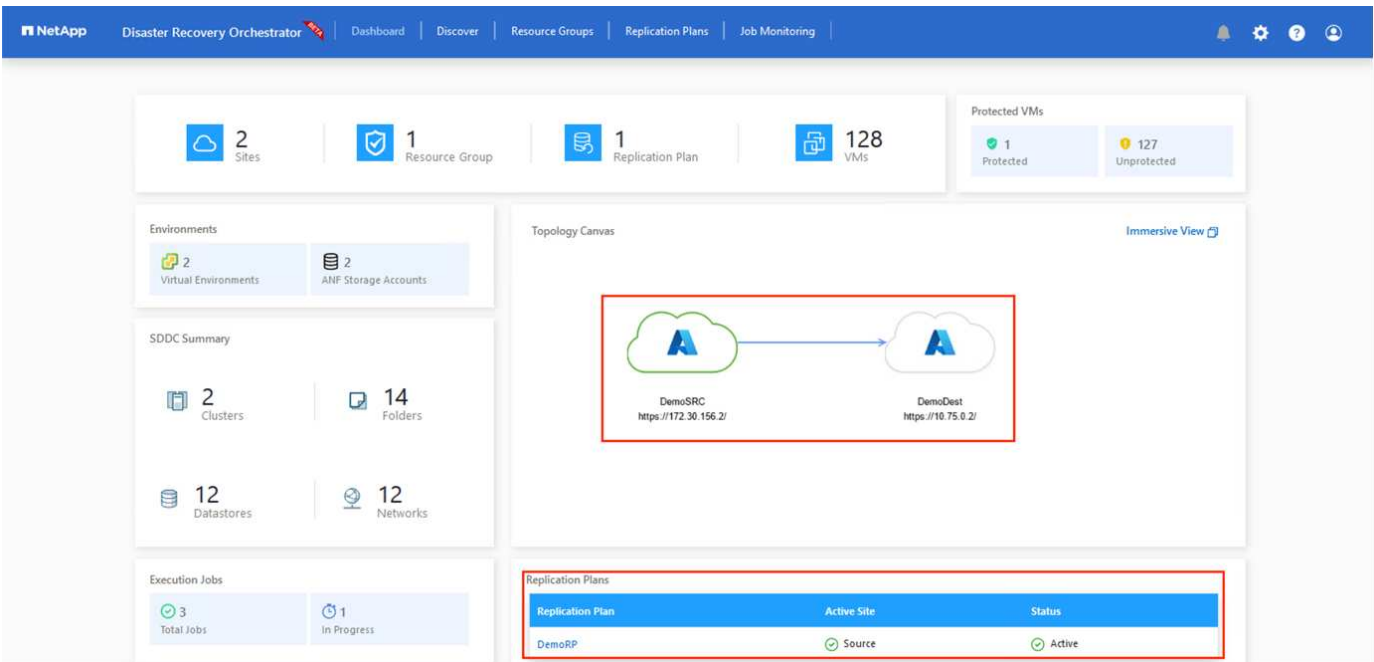 NetApp Disaster Recovery Orchestrator BETA Dashboard Discover Resource Groups Replication Plans Job Monitoring
2
Sites
1
Resource Group
1
Replication Plan
128
VMs
Protected VMs
1
Protected
127
Unprotected
Environments
2
Virtual Environments
2
ANF Storage Accounts
Topology Canvas
Immersive View
DemoSRC
https://172.30.156.2/
DemoDest
https://10.75.0.2/
SDDC Summary
2
Clusters
14
Folders
12
Datastores
12
Networks
Execution Jobs
3
Total Jobs
1
In Progress
Replication Plans
Replication Plan Active Site Status
DemoRP Source Active